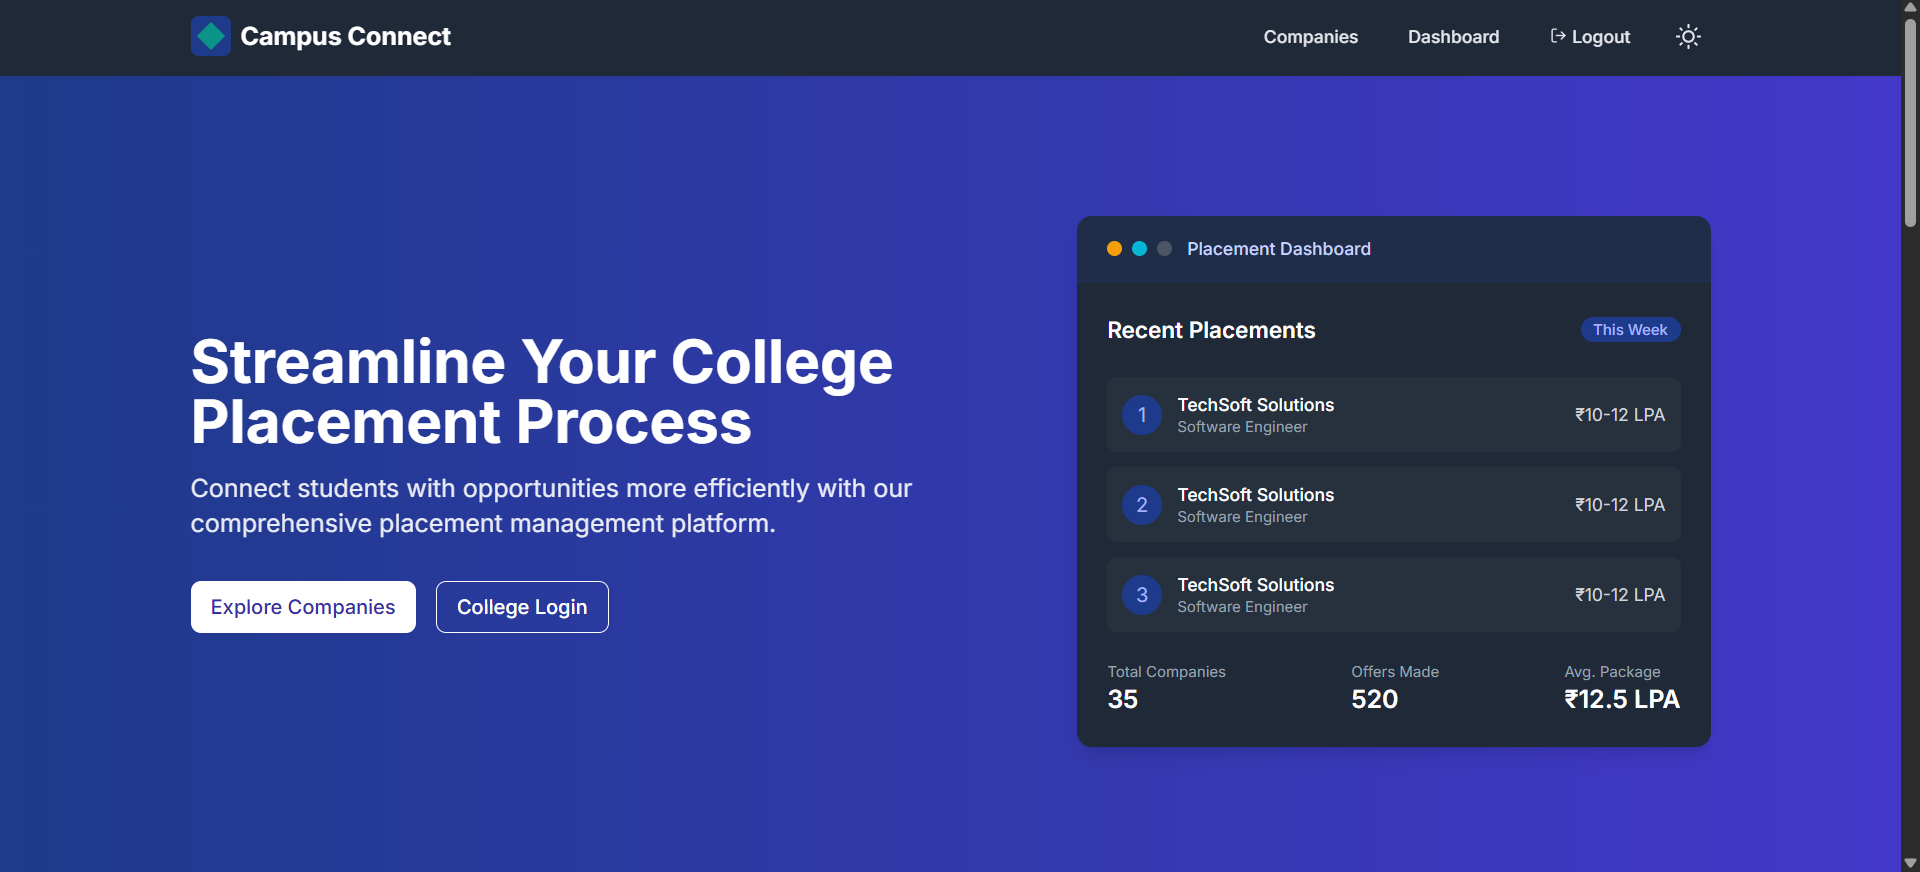 Campus Connect
Companies
Dashboard
Logout
Streamline Your College
Placement Process
Connect students with opportunities more efficiently with our
comprehensive placement management platform.
Explore Companies
College Login
Placement Dashboard
Recent Placements
This Week
1
TechSoft Solutions
Software Engineer
₹10-12 LPA
2
TechSoft Solutions
Software Engineer
₹10-12 LPA
3
TechSoft Solutions
Software Engineer
₹10-12 LPA
Total Companies
35
Offers Made
520
Avg. Package
₹12.5 LPA